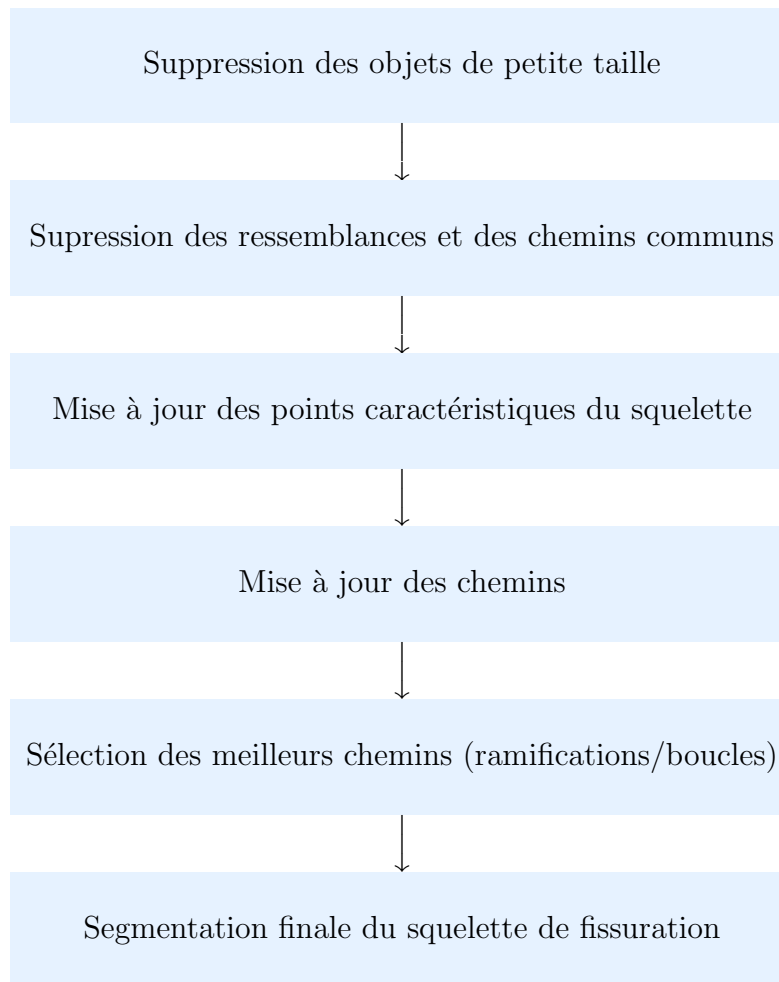 Suppression des objets de petite taille
Supression des ressemblances et des chemins communs
Mise à jour des points caractéristiques du squelette
Mise à jour des chemins
Sélection des meilleurs chemins (ramifications/boucles)
Segmentation finale du squelette de fissuration